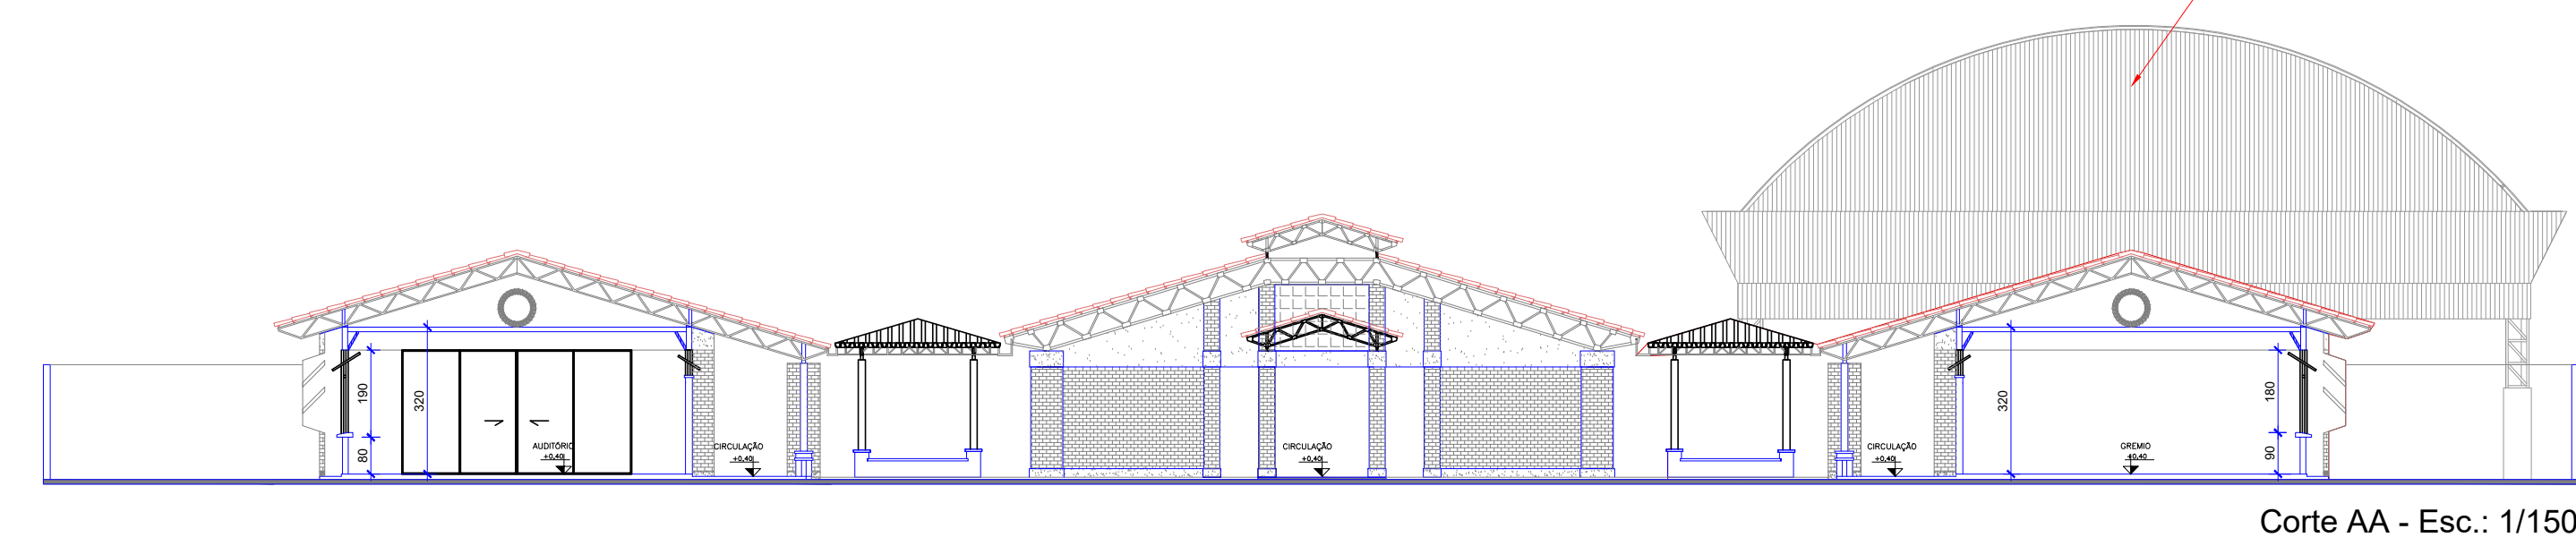 190
320
80
AUDITÓRIO
+0,40
CIRCULAÇÃO
+0,40
CIRCULAÇÃO
+0,40
CIRCULAÇÃO
+0,40
320
GREMIO
+0,40
180
90
Corte AA - Esc.: 1/150